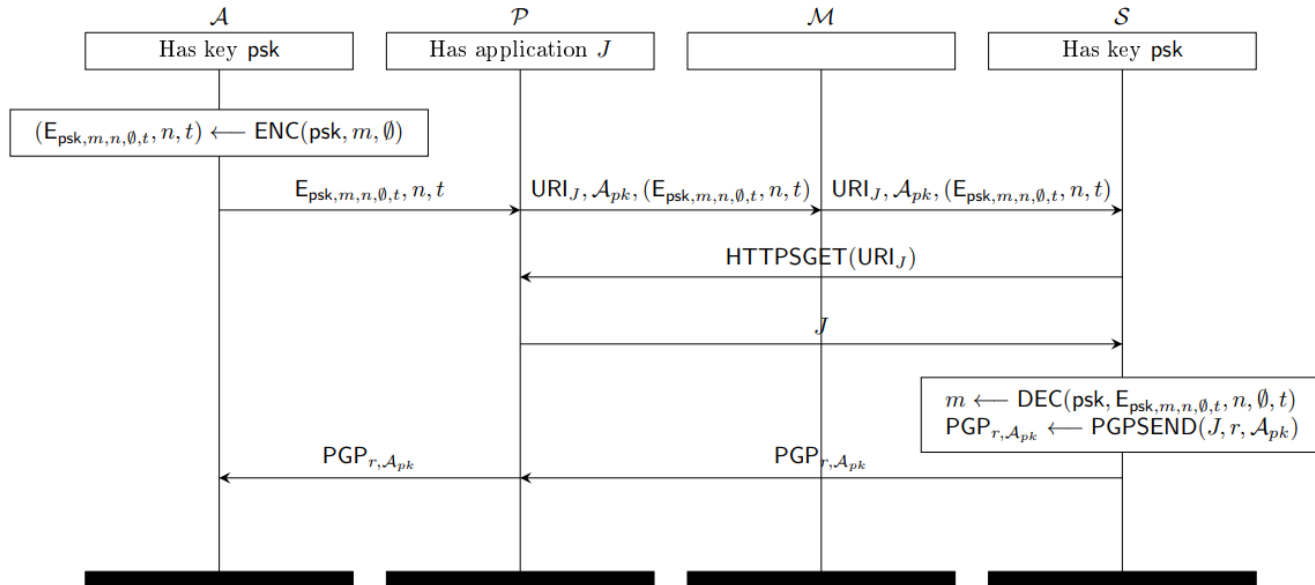 𝒜 𝒫 ℳ 𝒮
Has key psk Has application J Has key psk
(E_{psk,m,n,∅,t}, n, t) ⟵ ENC(psk, m, ∅)
E_{psk,m,n,∅,t}, n, t URI_J, 𝒜_{pk}, (E_{psk,m,n,∅,t}, n, t) URI_J, 𝒜_{pk}, (E_{psk,m,n,∅,t}, n, t)
HTTPSGET(URI_J)
J
m ⟵ DEC(psk, E_{psk,m,n,∅,t}, n, ∅, t)
PGP_{r,𝒜_{pk}} ⟵ PGPSEND(J, r, 𝒜_{pk})
PGP_{r,𝒜_{pk}} PGP_{r,𝒜_{pk}}